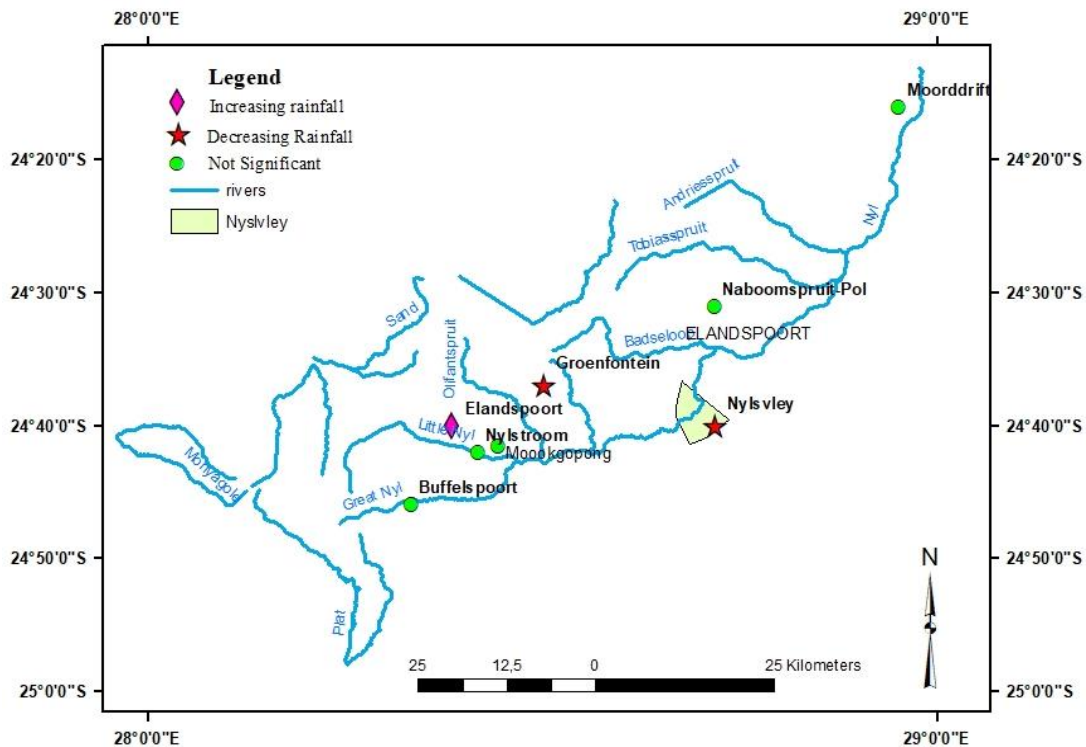 28°0'0"E
29°0'0"E
Legend
Increasing rainfall
Decreasing Rainfall
Not Significant
rivers
Nyslvley
Moorddrift
24°20'0"S
24°20'0"S
Andriesspruit
Nyl
Tobiasspruit
24°30'0"S
24°30'0"S
Naboomspruit-Pol
Sand
Badseloop
ELANDSPOORT
Olifantspruit
Groenfontein
Elandspoort
Nylsvley
24°40'0"S
24°40'0"S
Little Nyl
Nylstroom
Moookgopong
Monyagole
Great Nyl
Buffelspoort
24°50'0"S
24°50'0"S
N
Plat
25 12,5 0 25 Kilometers
25°0'0"S
25°0'0"S
28°0'0"E
29°0'0"E